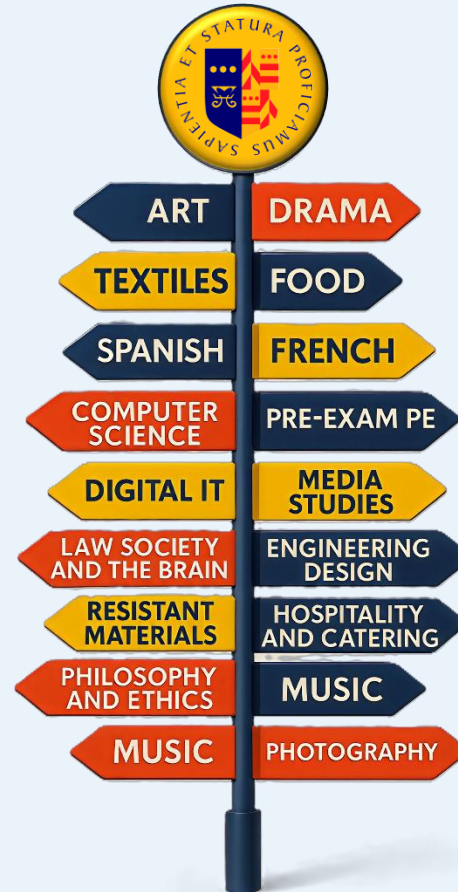 SAPIENTIA ET STATURA PROFICIAMUS
ART
DRAMA
TEXTILES
FOOD
SPANISH
FRENCH
COMPUTER
SCIENCE
PRE-EXAM PE
DIGITAL IT
MEDIA
STUDIES
LAW SOCIETY
AND THE BRAIN
ENGINEERING
DESIGN
RESISTANT
MATERIALS
HOSPITALITY
AND CATERING
PHILOSOPHY
AND ETHICS
MUSIC
MUSIC
PHOTOGRAPHY